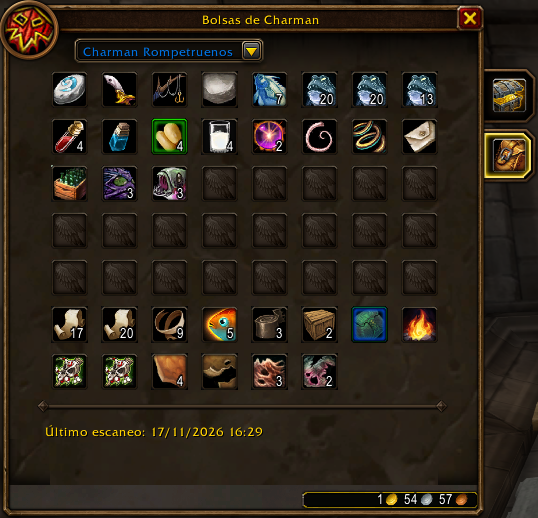 Bolsas de Charman
Charman Rompetruenos
7 20 20 13
4 4 4 2
3 3
17 20 9 5 3 2
4 3 2
Último escaneo: 17/11/2026 16:29
1 54 57